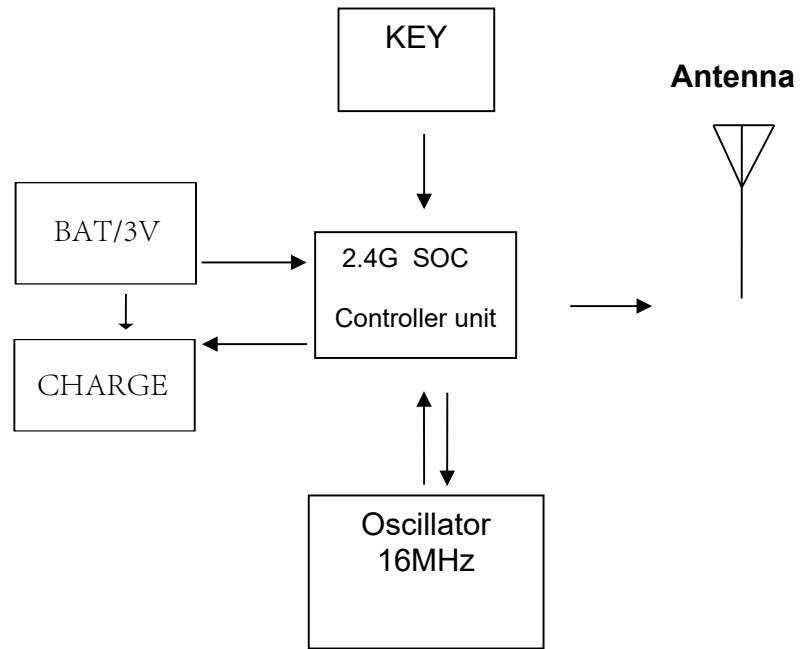 KEY
Antenna
BAT/3V
2.4G SOC
Controller unit
CHARGE
Oscillator
16MHz